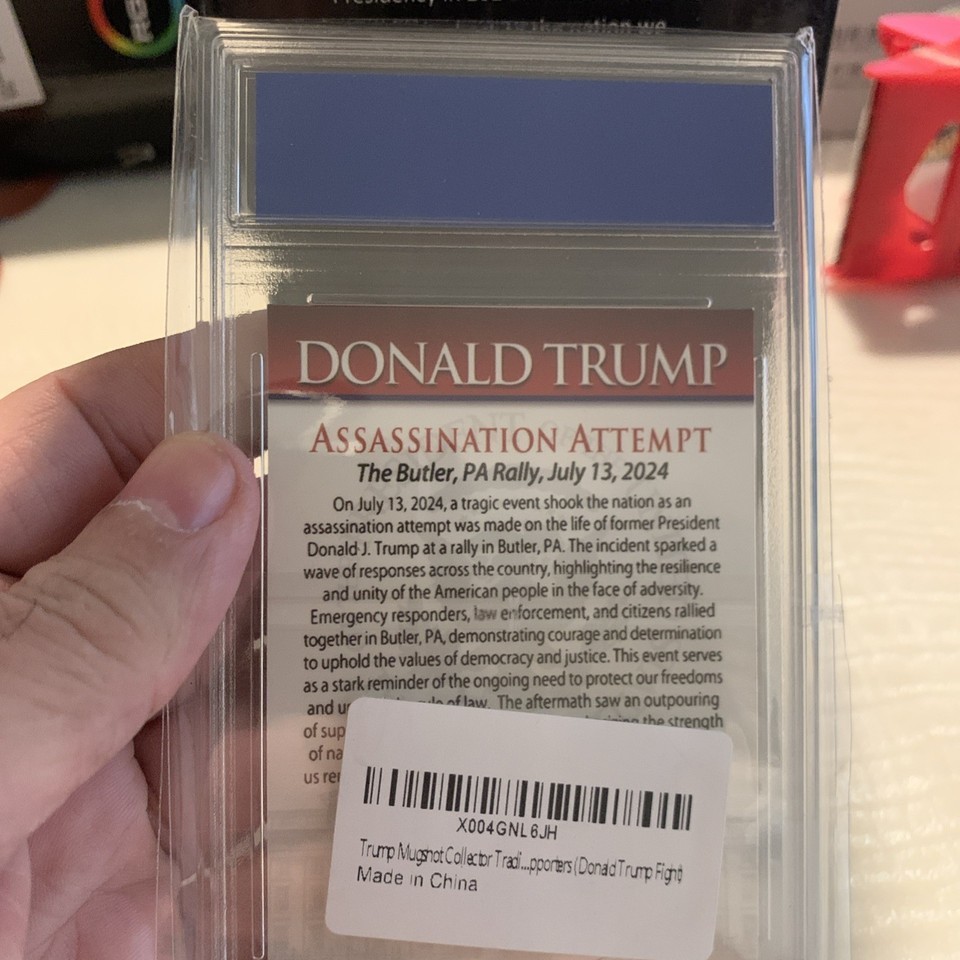 the nation we
DONALD TRUMP
ASSASSINATION ATTEMPT
The Butler, PA Rally, July 13, 2024
On July 13, 2024, a tragic event shook the nation as an
assassination attempt was made on the life of former President
Donald J. Trump at a rally in Butler, PA. The incident sparked a
wave of responses across the country, highlighting the resilience
and unity of the American people in the face of adversity.
Emergency responders, law enforcement, and citizens rallied
together in Butler, PA, demonstrating courage and determination
to uphold the values of democracy and justice. This event serves
as a stark reminder of the ongoing need to protect our freedoms
and of law. The aftermath saw an outpouring
of the strength
of
us
X004GNL6JH
Trump Mugshot Collector Tradi...pporters (Donald Trump Fight)
Made in China